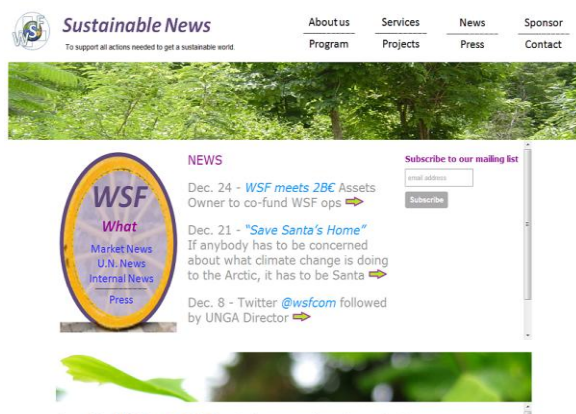 WSF
Sustainable News
To support all actions needed to get a sustainable world.
About us Services News Sponsor
Program Projects Press Contact
WSF
What
Market News
U.N. News
Internal News
Press
NEWS
Dec. 24 - WSF meets 2B€ Assets
Owner to co-fund WSF ops
Dec. 21 - “Save Santa’s Home”
If anybody has to be concerned
about what climate change is doing
to the Arctic, it has to be Santa
Dec. 8 - Twitter @wsfcom followed
by UNGA Director
Subscribe to our mailing list
email address
Subscribe